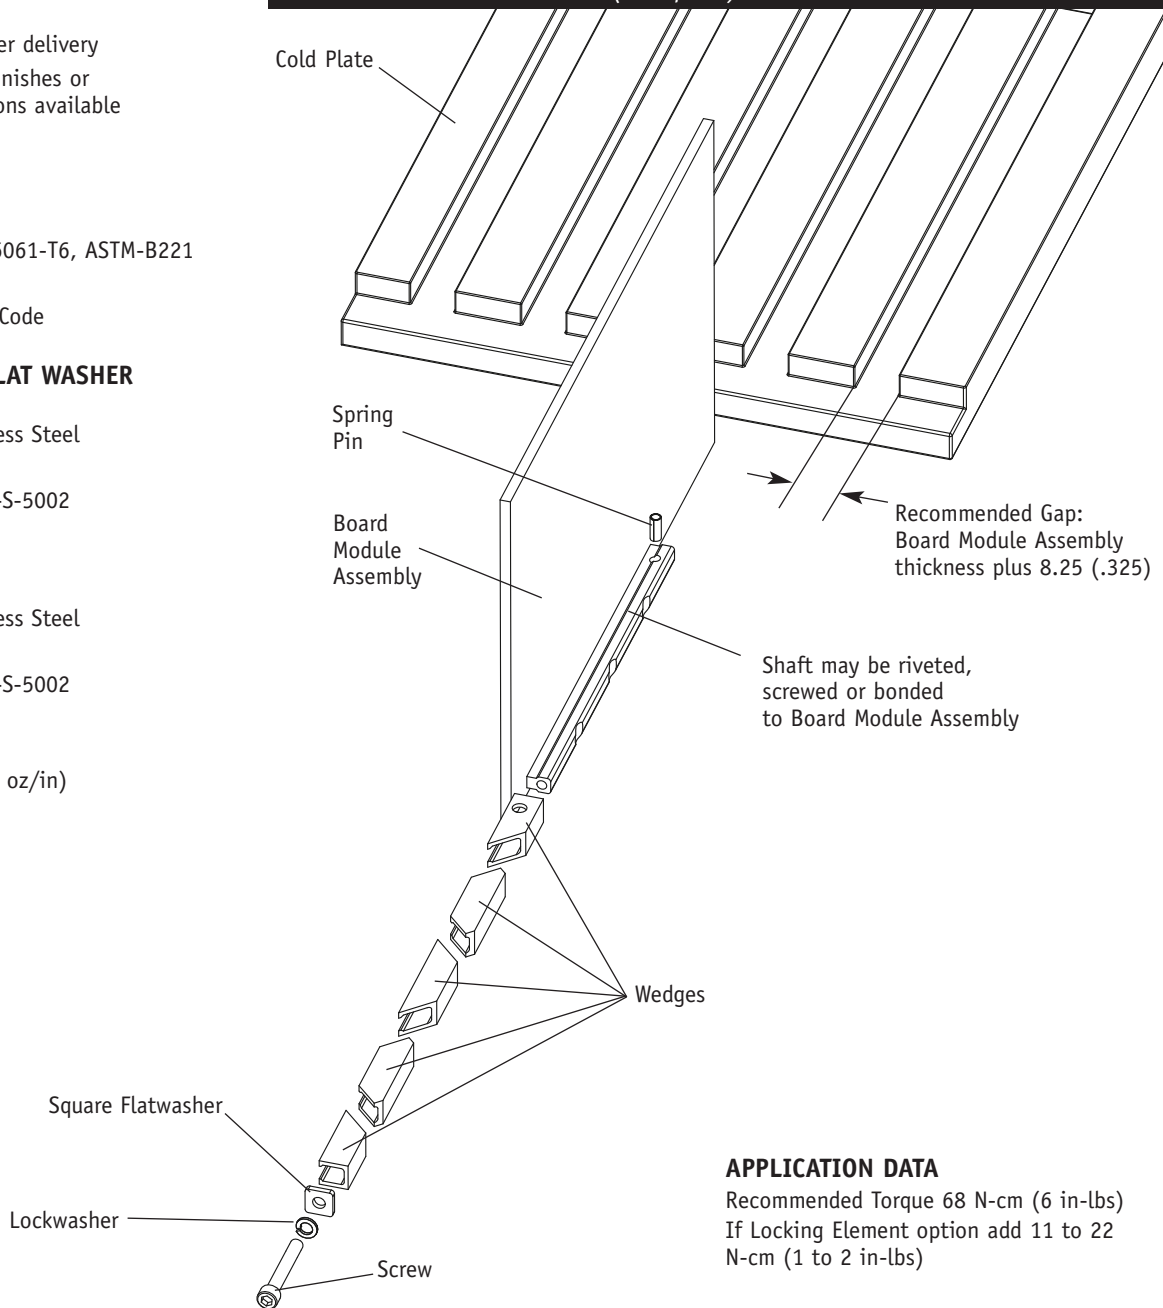 er delivery
nishes or
ons available
6061-T6, ASTM-B221
Code
LAT WASHER
ess Steel
-S-5002
ess Steel
-S-5002
oz/in)
Cold Plate
Spring
Pin
Board
Module
Assembly
Recommended Gap:
Board Module Assembly
thickness plus 8.25 (.325)
Shaft may be riveted,
screwed or bonded
to Board Module Assembly
Wedges
Square Flatwasher
Lockwasher
Screw
APPLICATION DATA
Recommended Torque 68 N-cm (6 in-lbs)
If Locking Element option add 11 to 22
N-cm (1 to 2 in-lbs)